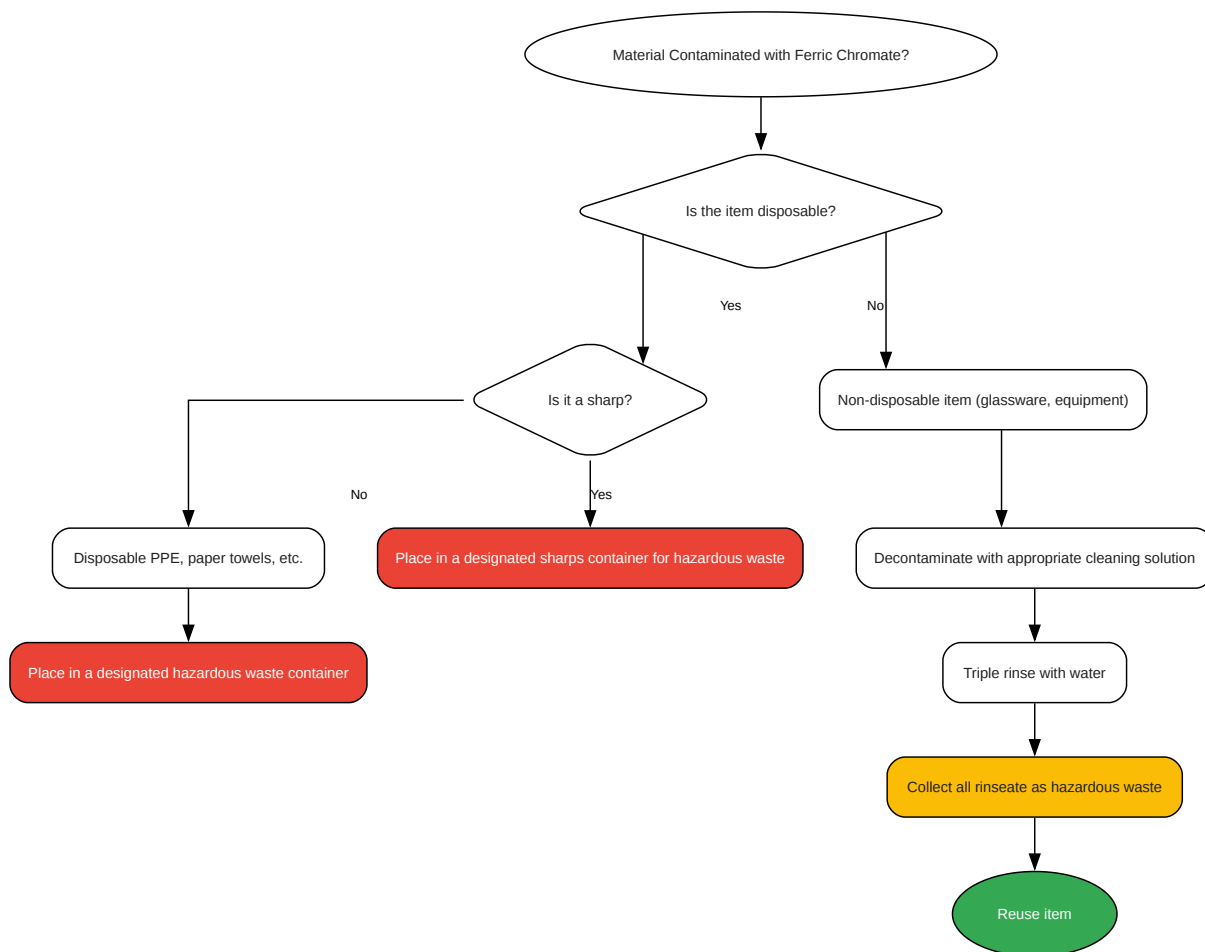 Material Contaminated with Ferric Chromate?
Is the item disposable?
Yes
No
Is it a sharp?
Non-disposable item (glassware, equipment)
No
Yes
Disposable PPE, paper towels, etc.
Place in a designated sharps container for hazardous waste
Decontaminate with appropriate cleaning solution
Place in a designated hazardous waste container
Triple rinse with water
Collect all rinseate as hazardous waste
Reuse item